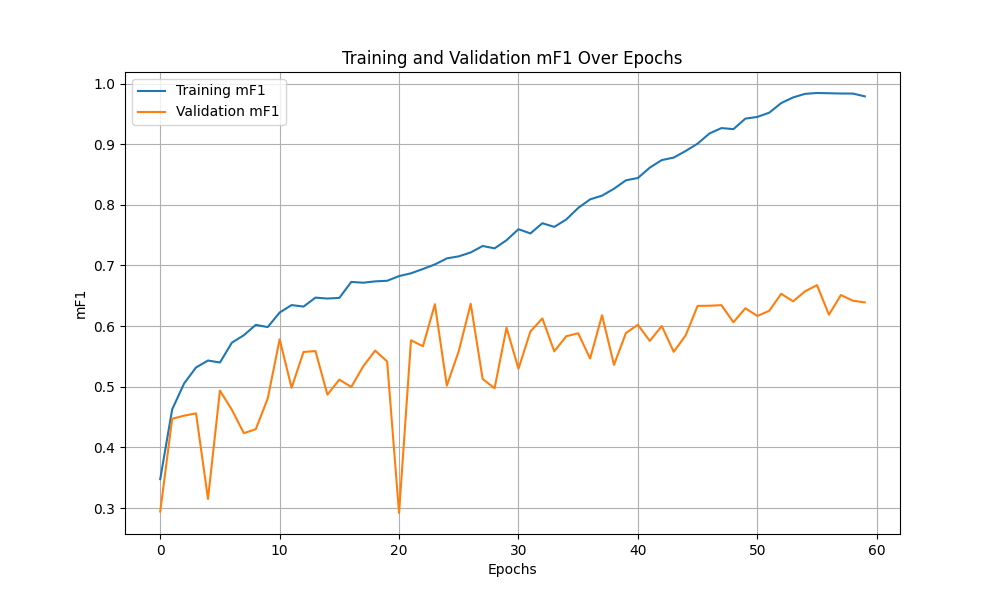 Training and Validation mF1 Over Epochs
Training mF1
Validation mF1
mF1
1.0
0.9
0.8
0.7
0.6
0.5
0.4
0.3
0 10 20 30 40 50 60
Epochs